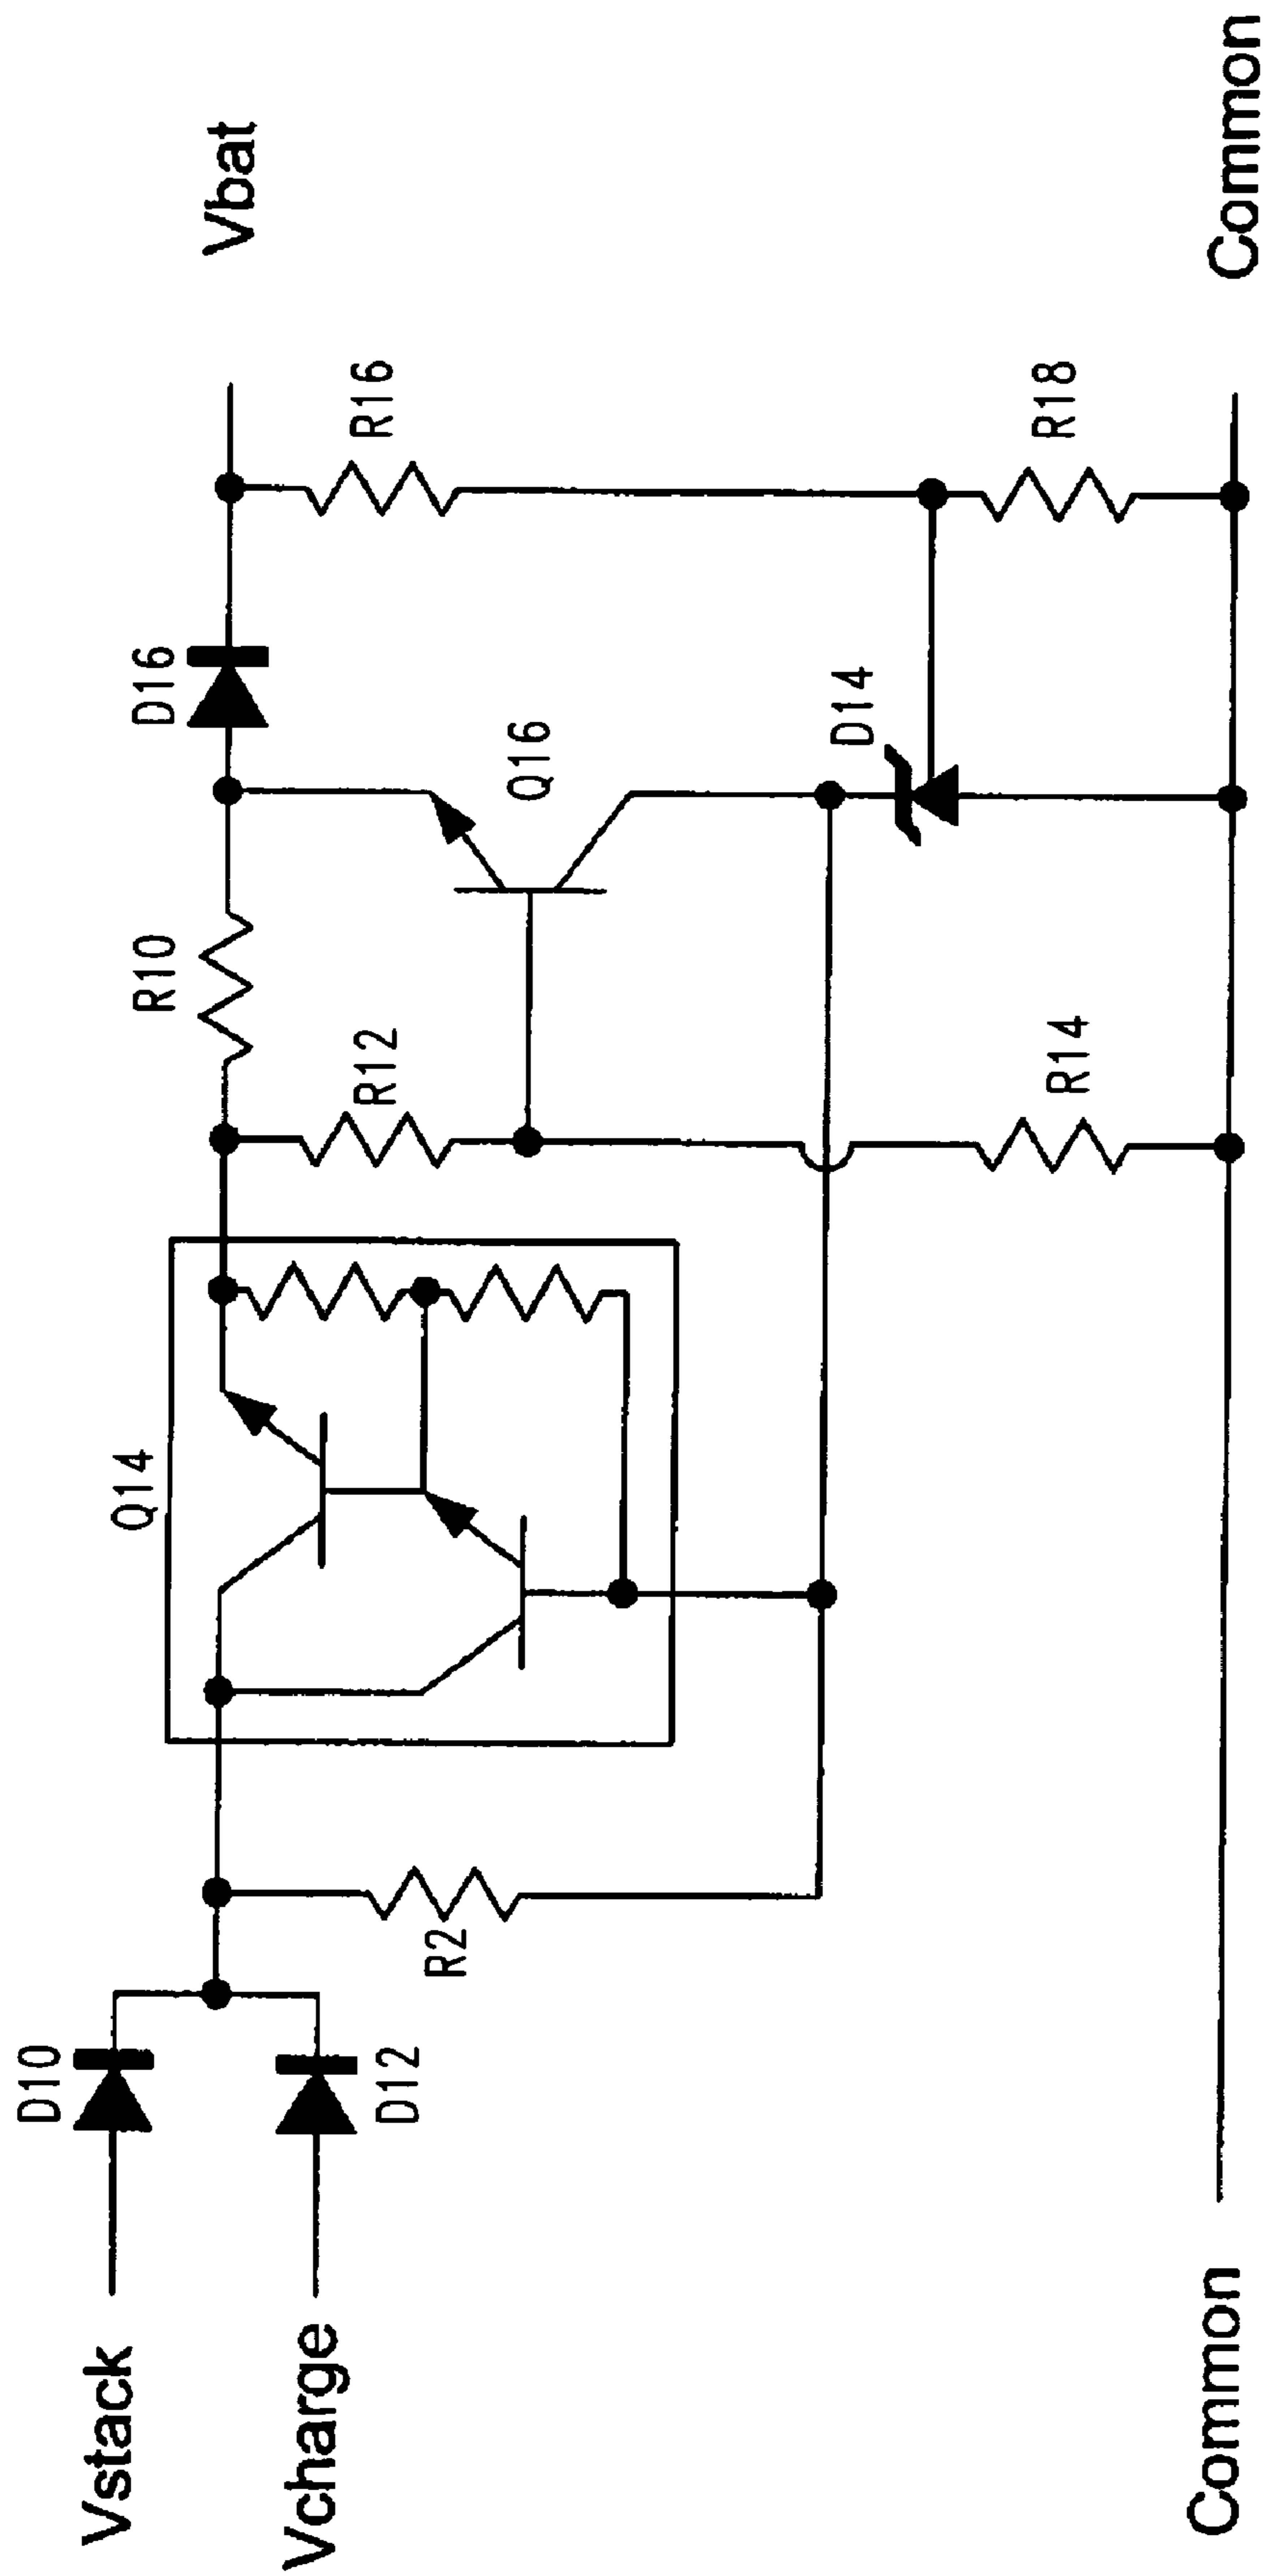 Vstack
Vcharge
D10
D12
R2
Q14
R12
R10
D16
Q16
R14
D14
R16
R18
Vbat
Common
Common